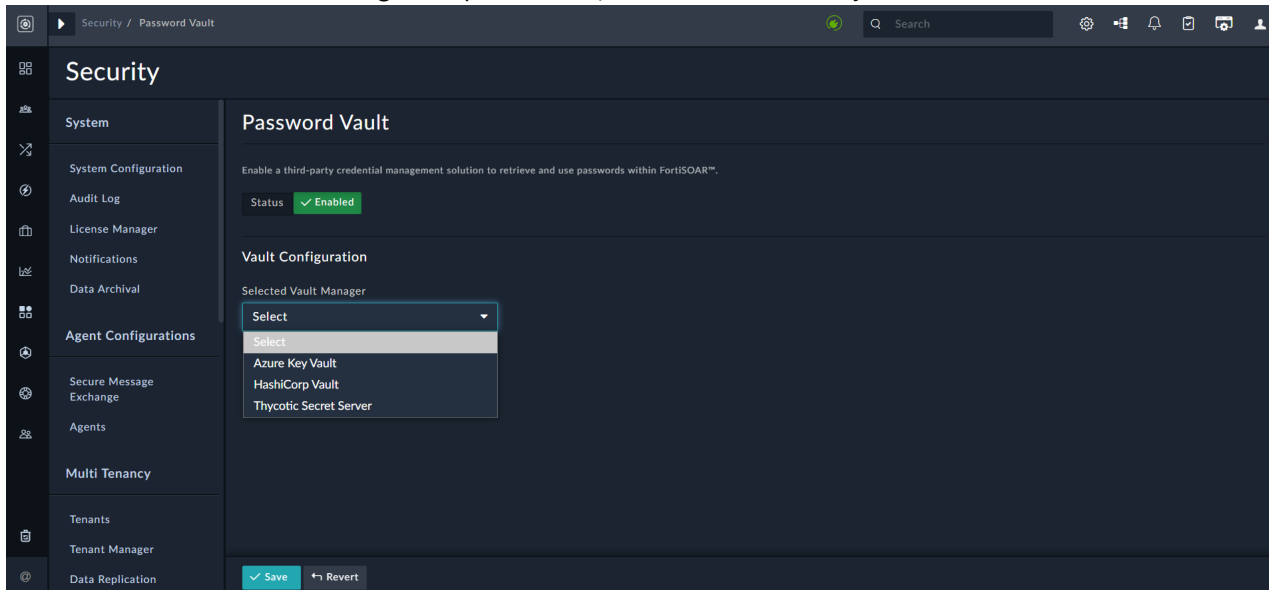 Security / Password Vault
Search
Security
System
System Configuration
Audit Log
License Manager
Notifications
Data Archival
Agent Configurations
Secure Message
Exchange
Agents
Multi Tenancy
Tenants
Tenant Manager
Data Replication
@
Password Vault
Enable a third-party credential management solution to retrieve and use passwords within FortiSOAR™.
Status Enabled
Vault Configuration
Selected Vault Manager
Select
Select
Azure Key Vault
HashiCorp Vault
Thycotic Secret Server
Save Revert